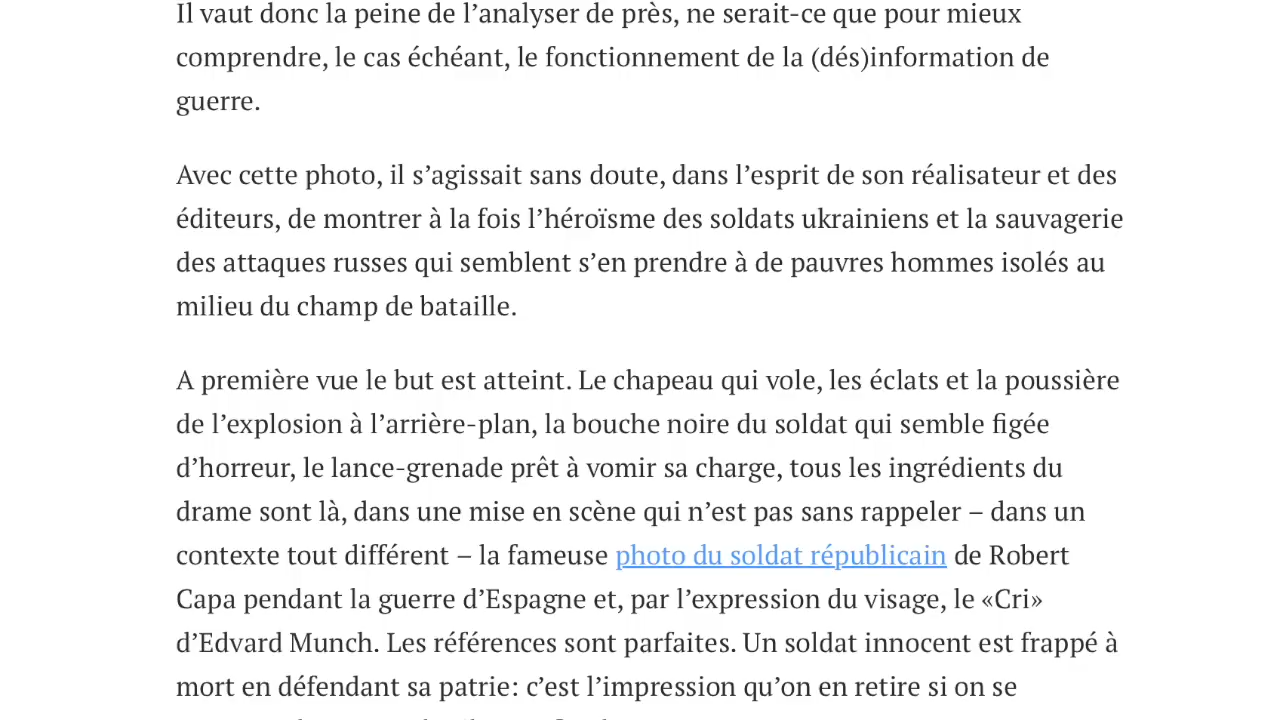 Il vaut donc la peine de l’analyser de près, ne serait-ce que pour mieux
comprendre, le cas échéant, le fonctionnement de la (dés)information de
guerre.
Avec cette photo, il s’agissait sans doute, dans l’esprit de son réalisateur et des
éditeurs, de montrer à la fois l’héroïsme des soldats ukrainiens et la sauvagerie
des attaques russes qui semblent s’en prendre à de pauvres hommes isolés au
milieu du champ de bataille.
A première vue le but est atteint. Le chapeau qui vole, les éclats et la poussière
de l’explosion à l’arrière-plan, la bouche noire du soldat qui semble figée
d’horreur, le lance-grenade prêt à vomir sa charge, tous les ingrédients du
drame sont là, dans une mise en scène qui n’est pas sans rappeler – dans un
contexte tout différent – la fameuse photo du soldat républicain de Robert
Capa pendant la guerre d’Espagne et, par l’expression du visage, le «Cri»
d’Edvard Munch. Les références sont parfaites. Un soldat innocent est frappé à
mort en défendant sa patrie: c’est l’impression qu’on en retire si on se